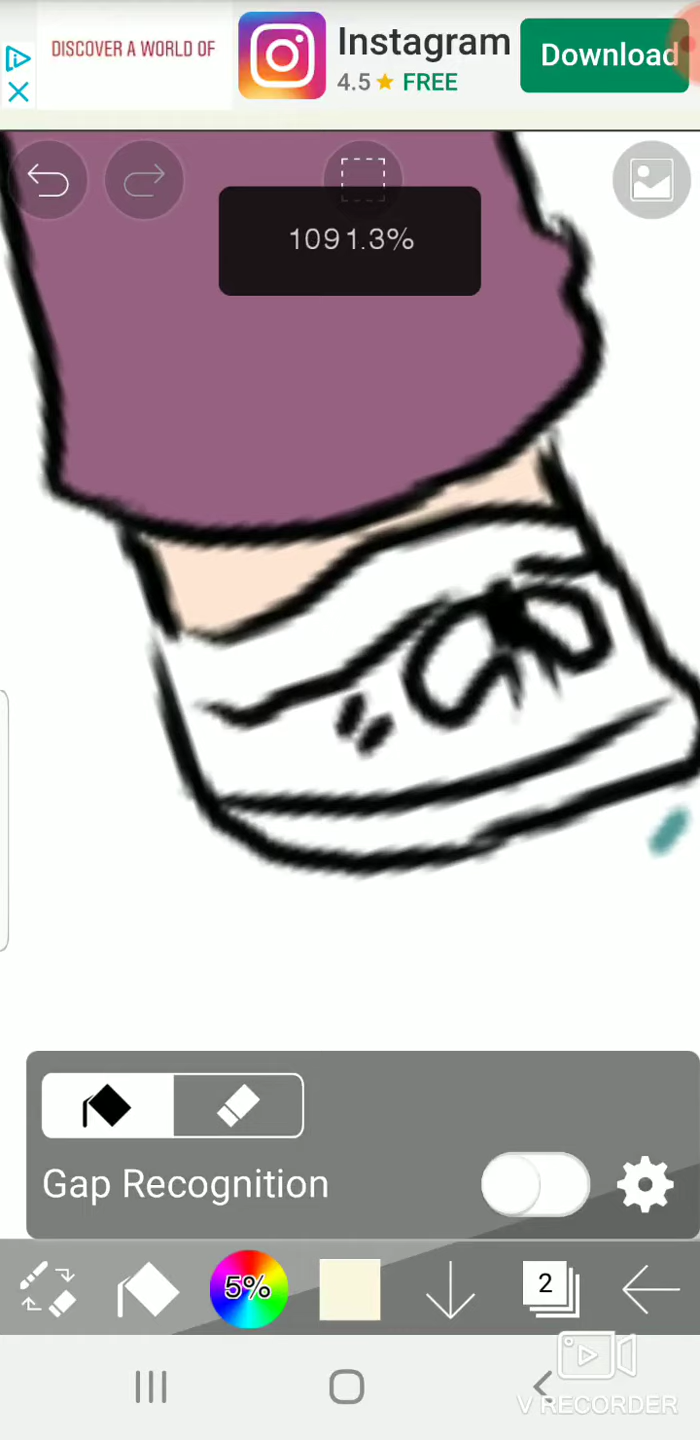 DISCOVER A WORLD OF
Instagram
4.5 ★ FREE
Download
1091.3%
Gap Recognition
5%
2
V RECORDER